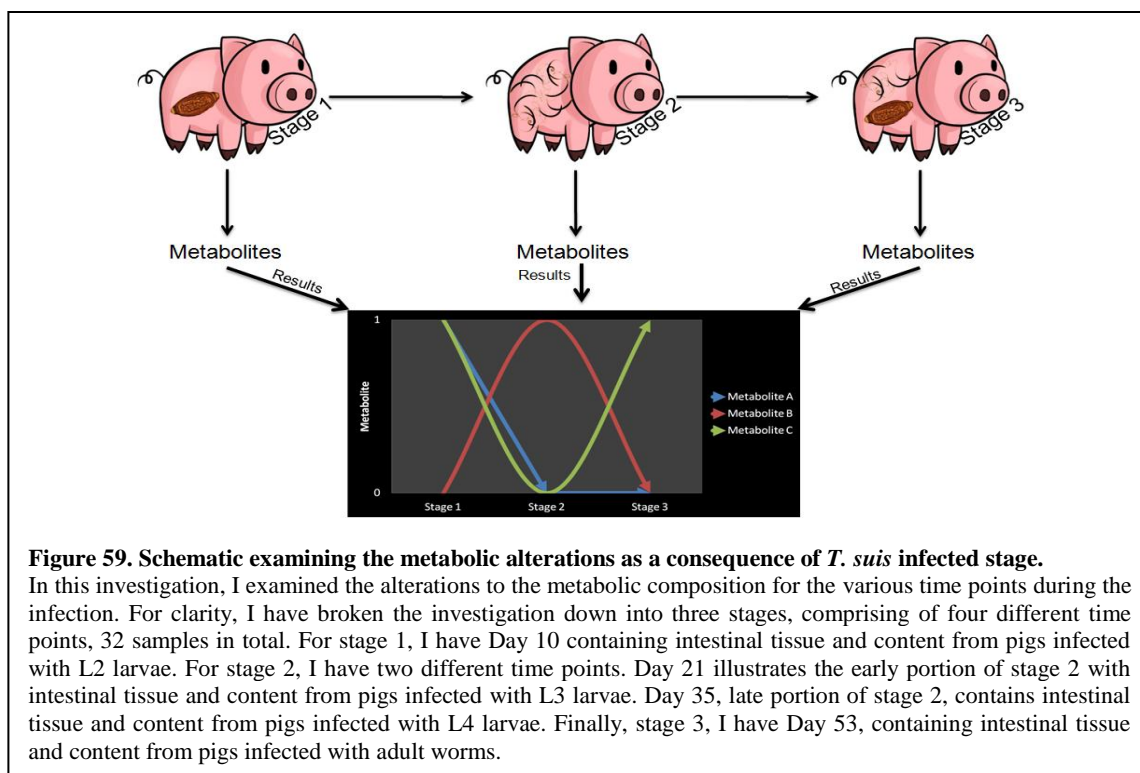 Stage 1
Stage 2
Stage 3
Metabolites
Metabolites
Metabolites
Results
Results
Results
1
Metabolite
0
Stage 1
Stage 2
Stage 3
Metabolite A
Metabolite B
Metabolite C
Figure 59. Schematic examining the metabolic alterations as a consequence of T. suis infected stage.
In this investigation, I examined the alterations to the metabolic composition for the various time points during the
infection. For clarity, I have broken the investigation down into three stages, comprising of four different time
points, 32 samples in total. For stage 1, I have Day 10 containing intestinal tissue and content from pigs infected
with L2 larvae. For stage 2, I have two different time points. Day 21 illustrates the early portion of stage 2 with
intestinal tissue and content from pigs infected with L3 larvae. Day 35, late portion of stage 2, contains intestinal
tissue and content from pigs infected with L4 larvae. Finally, stage 3, I have Day 53, containing intestinal tissue
and content from pigs infected with adult worms.